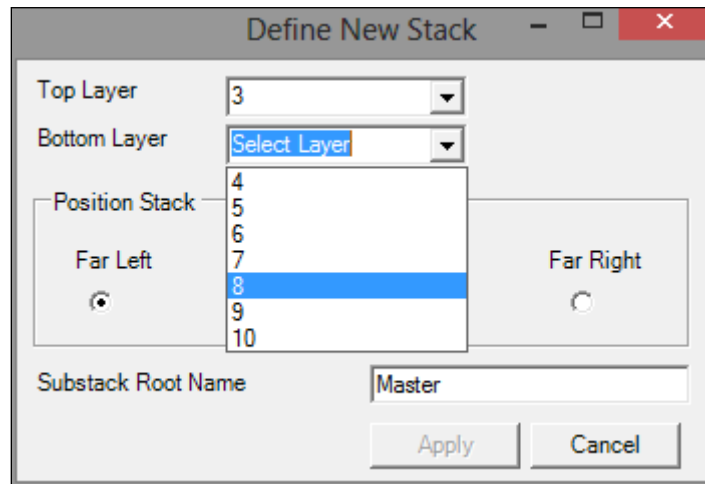 Define New Stack
Top Layer 3
Bottom Layer Select Layer
4
Position Stack 5
6
Far Left 7 Far Right
8
9
10
Substack Root Name Master
Apply Cancel